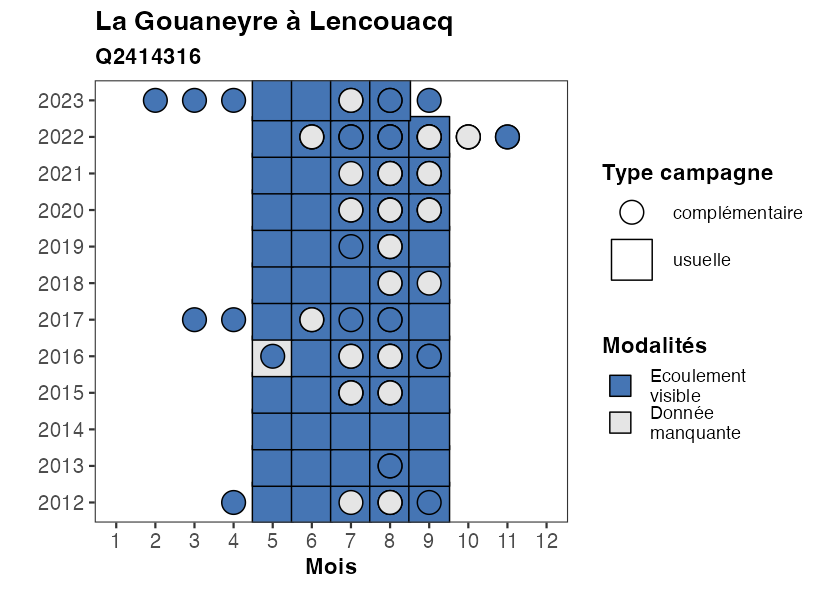 La Gouaneyre à Lencouacq
Q2414316
2023
2022
2021
2020
2019
2018
2017
2016
2015
2014
2013
2012
1 2 3 4 5 6 7 8 9 10 11 12
Mois
Type campagne
complémentaire
usuelle
Modalités
Ecoulement
visible
Donnée
manquante